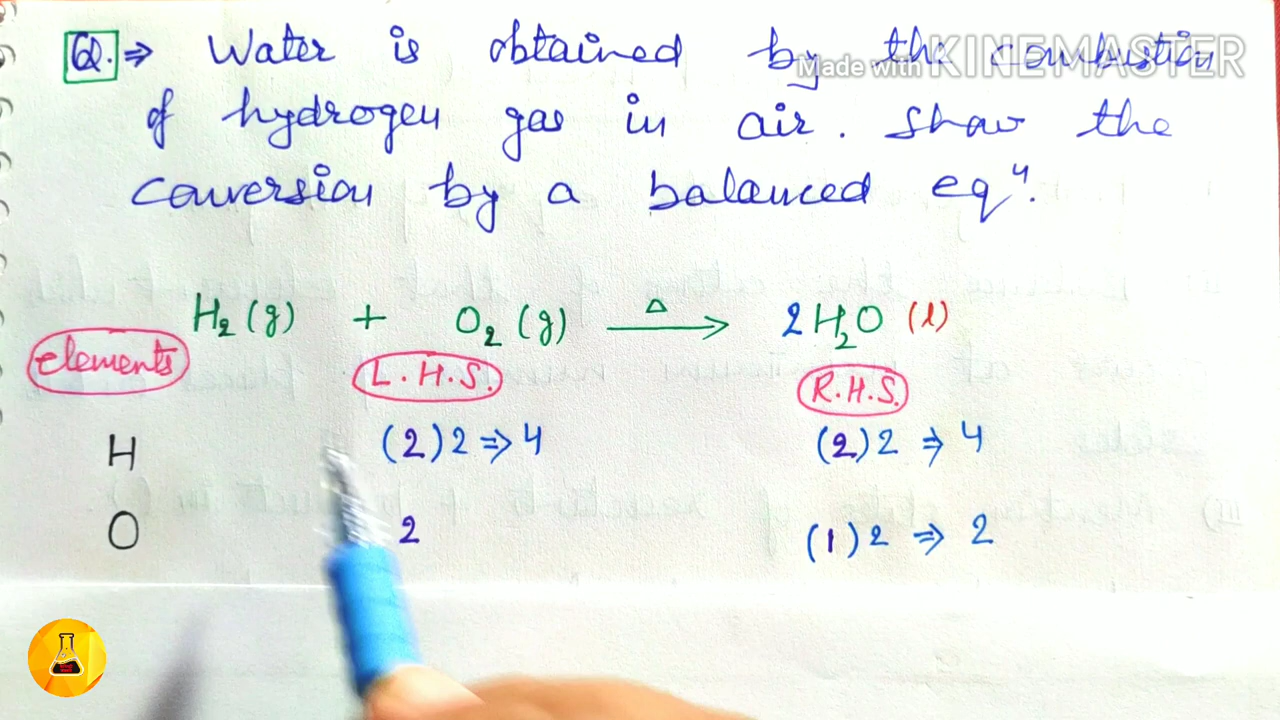 Q. ⇒ Water is obtained by the combustion
Made with KINEMASTER
of hydrogen gas in air. Show the
conversion by a balanced eqⁿ.
H₂(g) + O₂(g) —Δ→ 2H₂O (l)
elements L.H.S. R.H.S.
H (2)2 ⇒ 4 (2)2 ⇒ 4
O 2 (1)2 ⇒ 2